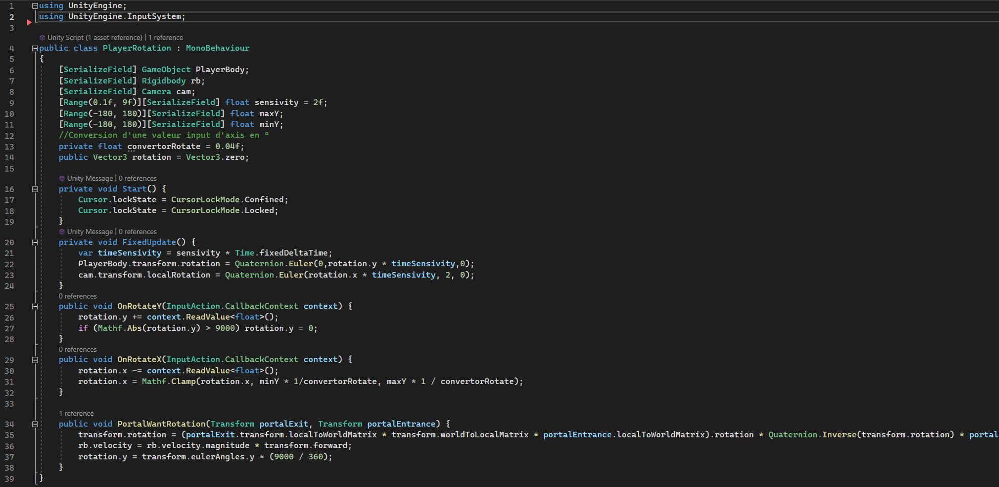 1 using UnityEngine;
2 using UnityEngine.InputSystem;
3
Unity Script (1 asset reference) | 1 reference
4 public class PlayerRotation : MonoBehaviour
5 {
6 [SerializeField] GameObject PlayerBody;
7 [SerializeField] Rigidbody rb;
8 [SerializeField] Camera cam;
9 [Range(0.1f, 9f)][SerializeField] float sensivity = 2f;
10 [Range(-180, 180)][SerializeField] float maxY;
11 [Range(-180, 180)][SerializeField] float minY;
12 //Conversion d'une valeur input d'axis en °
13 private float convertorRotate = 0.04f;
14 public Vector3 rotation = Vector3.zero;
15
Unity Message | 0 references
16 private void Start() {
17 Cursor.lockState = CursorLockMode.Confined;
18 Cursor.lockState = CursorLockMode.Locked;
19 }
Unity Message | 0 references
20 private void FixedUpdate() {
21 var timeSensivity = sensivity * Time.fixedDeltaTime;
22 PlayerBody.transform.rotation = Quaternion.Euler(0,rotation.y * timeSensivity,0);
23 cam.transform.localRotation = Quaternion.Euler(rotation.x * timeSensivity, 2, 0);
24 }
0 references
25 public void OnRotateY(InputAction.CallbackContext context) {
26 rotation.y += context.ReadValue<float>();
27 if (Mathf.Abs(rotation.y) > 9000) rotation.y = 0;
28 }
0 references
29 public void OnRotateX(InputAction.CallbackContext context) {
30 rotation.x -= context.ReadValue<float>();
31 rotation.x = Mathf.Clamp(rotation.x, minY * 1/convertorRotate, maxY * 1 / convertorRotate);
32 }
33
1 reference
34 public void PortalWantRotation(Transform portalExit, Transform portalEntrance) {
35 transform.rotation = (portalExit.transform.localToWorldMatrix * transform.worldToLocalMatrix * portalEntrance.localToWorldMatrix).rotation * Quaternion.Inverse(transform.rotation) * portal
36 rb.velocity = rb.velocity.magnitude * transform.forward;
37 rotation.y = transform.eulerAngles.y * (9000 / 360);
38 }
39 }